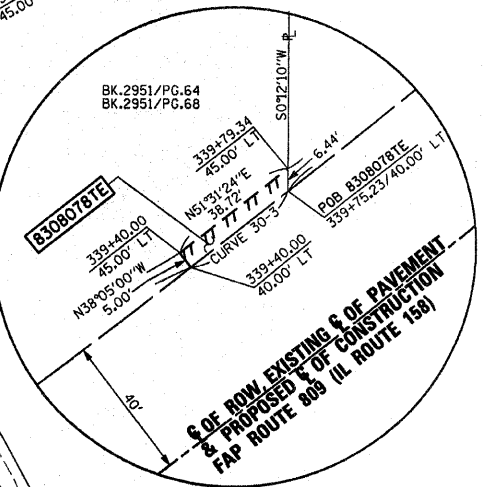 45.00'
BK.2951/PG.64
BK.2951/PG.68
S0°12'10"W ⅊
339+79.34
45.00' LT
6.44'
N51°31'24"E
38.72'
POB 8308078TE
339+75.23/40.00' LT
8308078TE
CURVE 30-3
339+40.00
45.00' LT
N38°05'00"W
5.00'
339+40.00
40.00' LT
40'
℄ OF ROW, EXISTING ℄ OF PAVEMENT
& PROPOSED ℄ OF CONSTRUCTION
FAP ROUTE 809 (IL ROUTE 158)